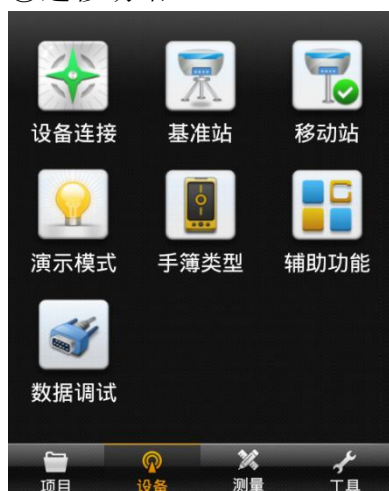 设备连接 基准站 移动站
演示模式 手簿类型 辅助功能
数据调试
项目 设备 测量 工具